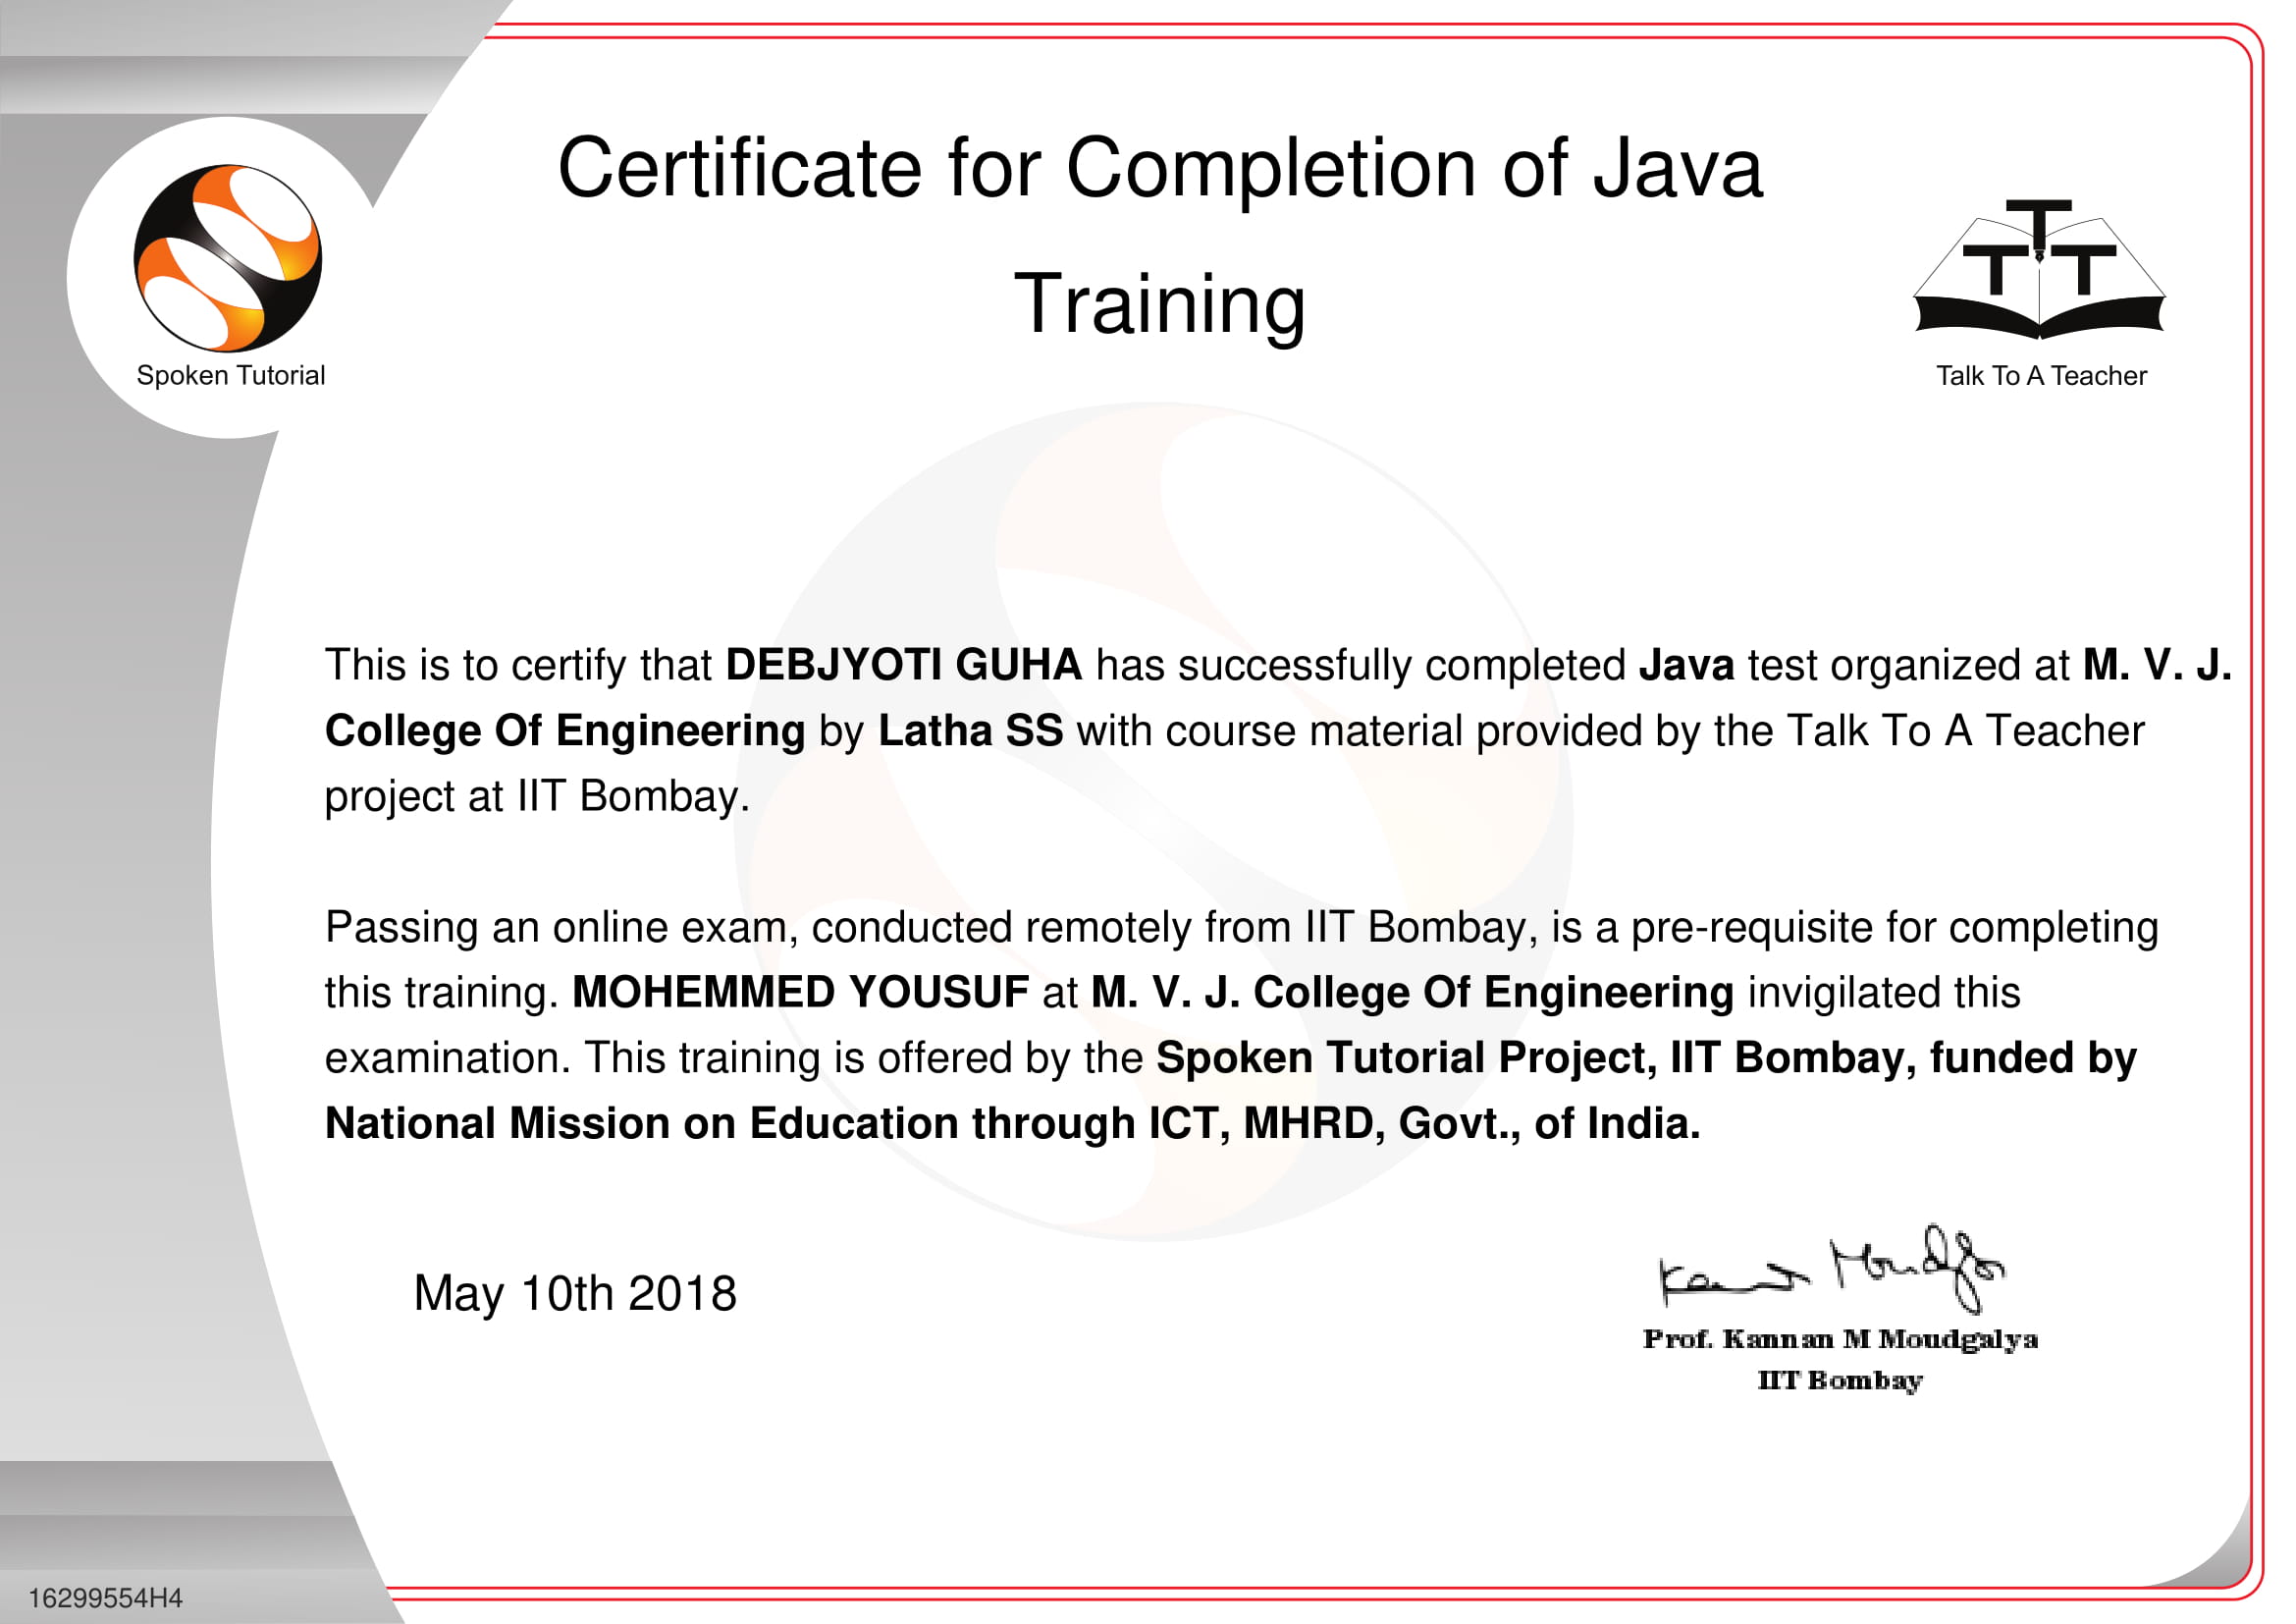 Certificate for Completion of Java
Training
Spoken Tutorial
T
T T
Talk To A Teacher
This is to certify that DEBJYOTI GUHA has successfully completed Java test organized at M. V. J.
College Of Engineering by Latha SS with course material provided by the Talk To A Teacher
project at IIT Bombay.
Passing an online exam, conducted remotely from IIT Bombay, is a pre-requisite for completing
this training. MOHEMMED YOUSUF at M. V. J. College Of Engineering invigilated this
examination. This training is offered by the Spoken Tutorial Project, IIT Bombay, funded by
National Mission on Education through ICT, MHRD, Govt., of India.
May 10th 2018
Prof. Kannan M Moudgalya
IIT Bombay
16299554H4